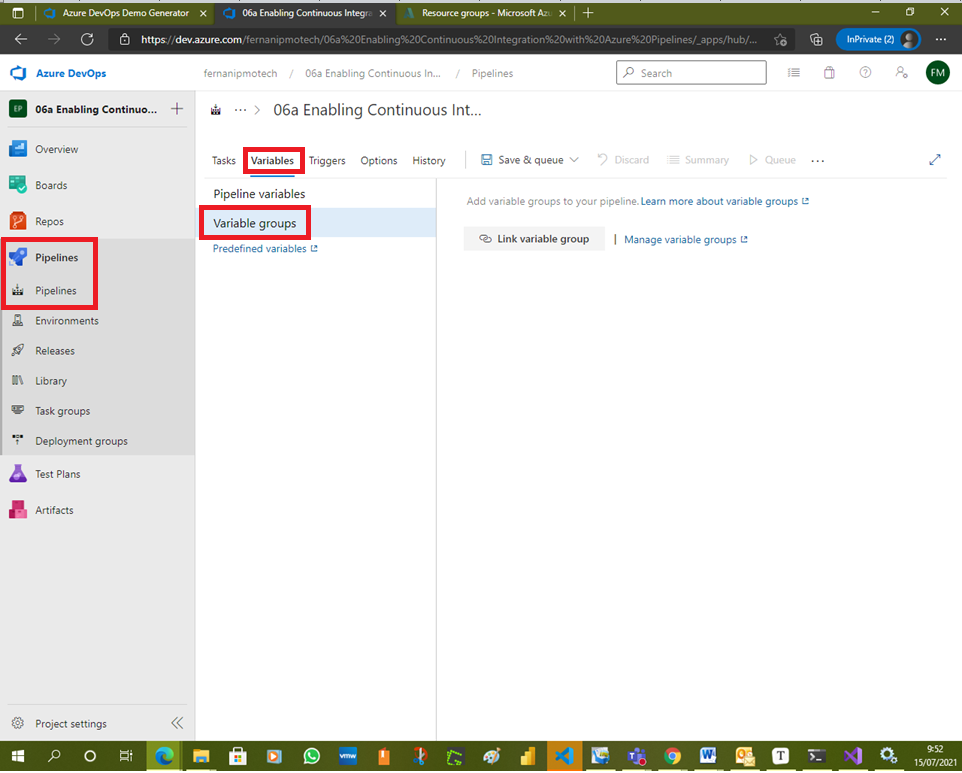 Azure DevOps Demo Generator
06a Enabling Continuous Integra
Resource groups - Microsoft Az
https://dev.azure.com/fernanipmotech/06a%20Enabling%20Continuous%20Integration%20with%20Azure%20Pipelines/_apps/hub/...
InPrivate (2)
Azure DevOps
fernanipmotech / 06a Enabling Continuous In... / Pipelines
Search
FM
EP
06a Enabling Continuo...
... > 06a Enabling Continuous Int...
Overview
Boards
Repos
Pipelines
Pipelines
Environments
Releases
Library
Task groups
Deployment groups
Test Plans
Artifacts
Project settings
Tasks Variables Triggers Options History
Save & queue Discard Summary Queue ...
Pipeline variables
Variable groups
Predefined variables
Add variable groups to your pipeline. Learn more about variable groups
Link variable group | Manage variable groups
vmw
W
T
9:52
15/07/2021